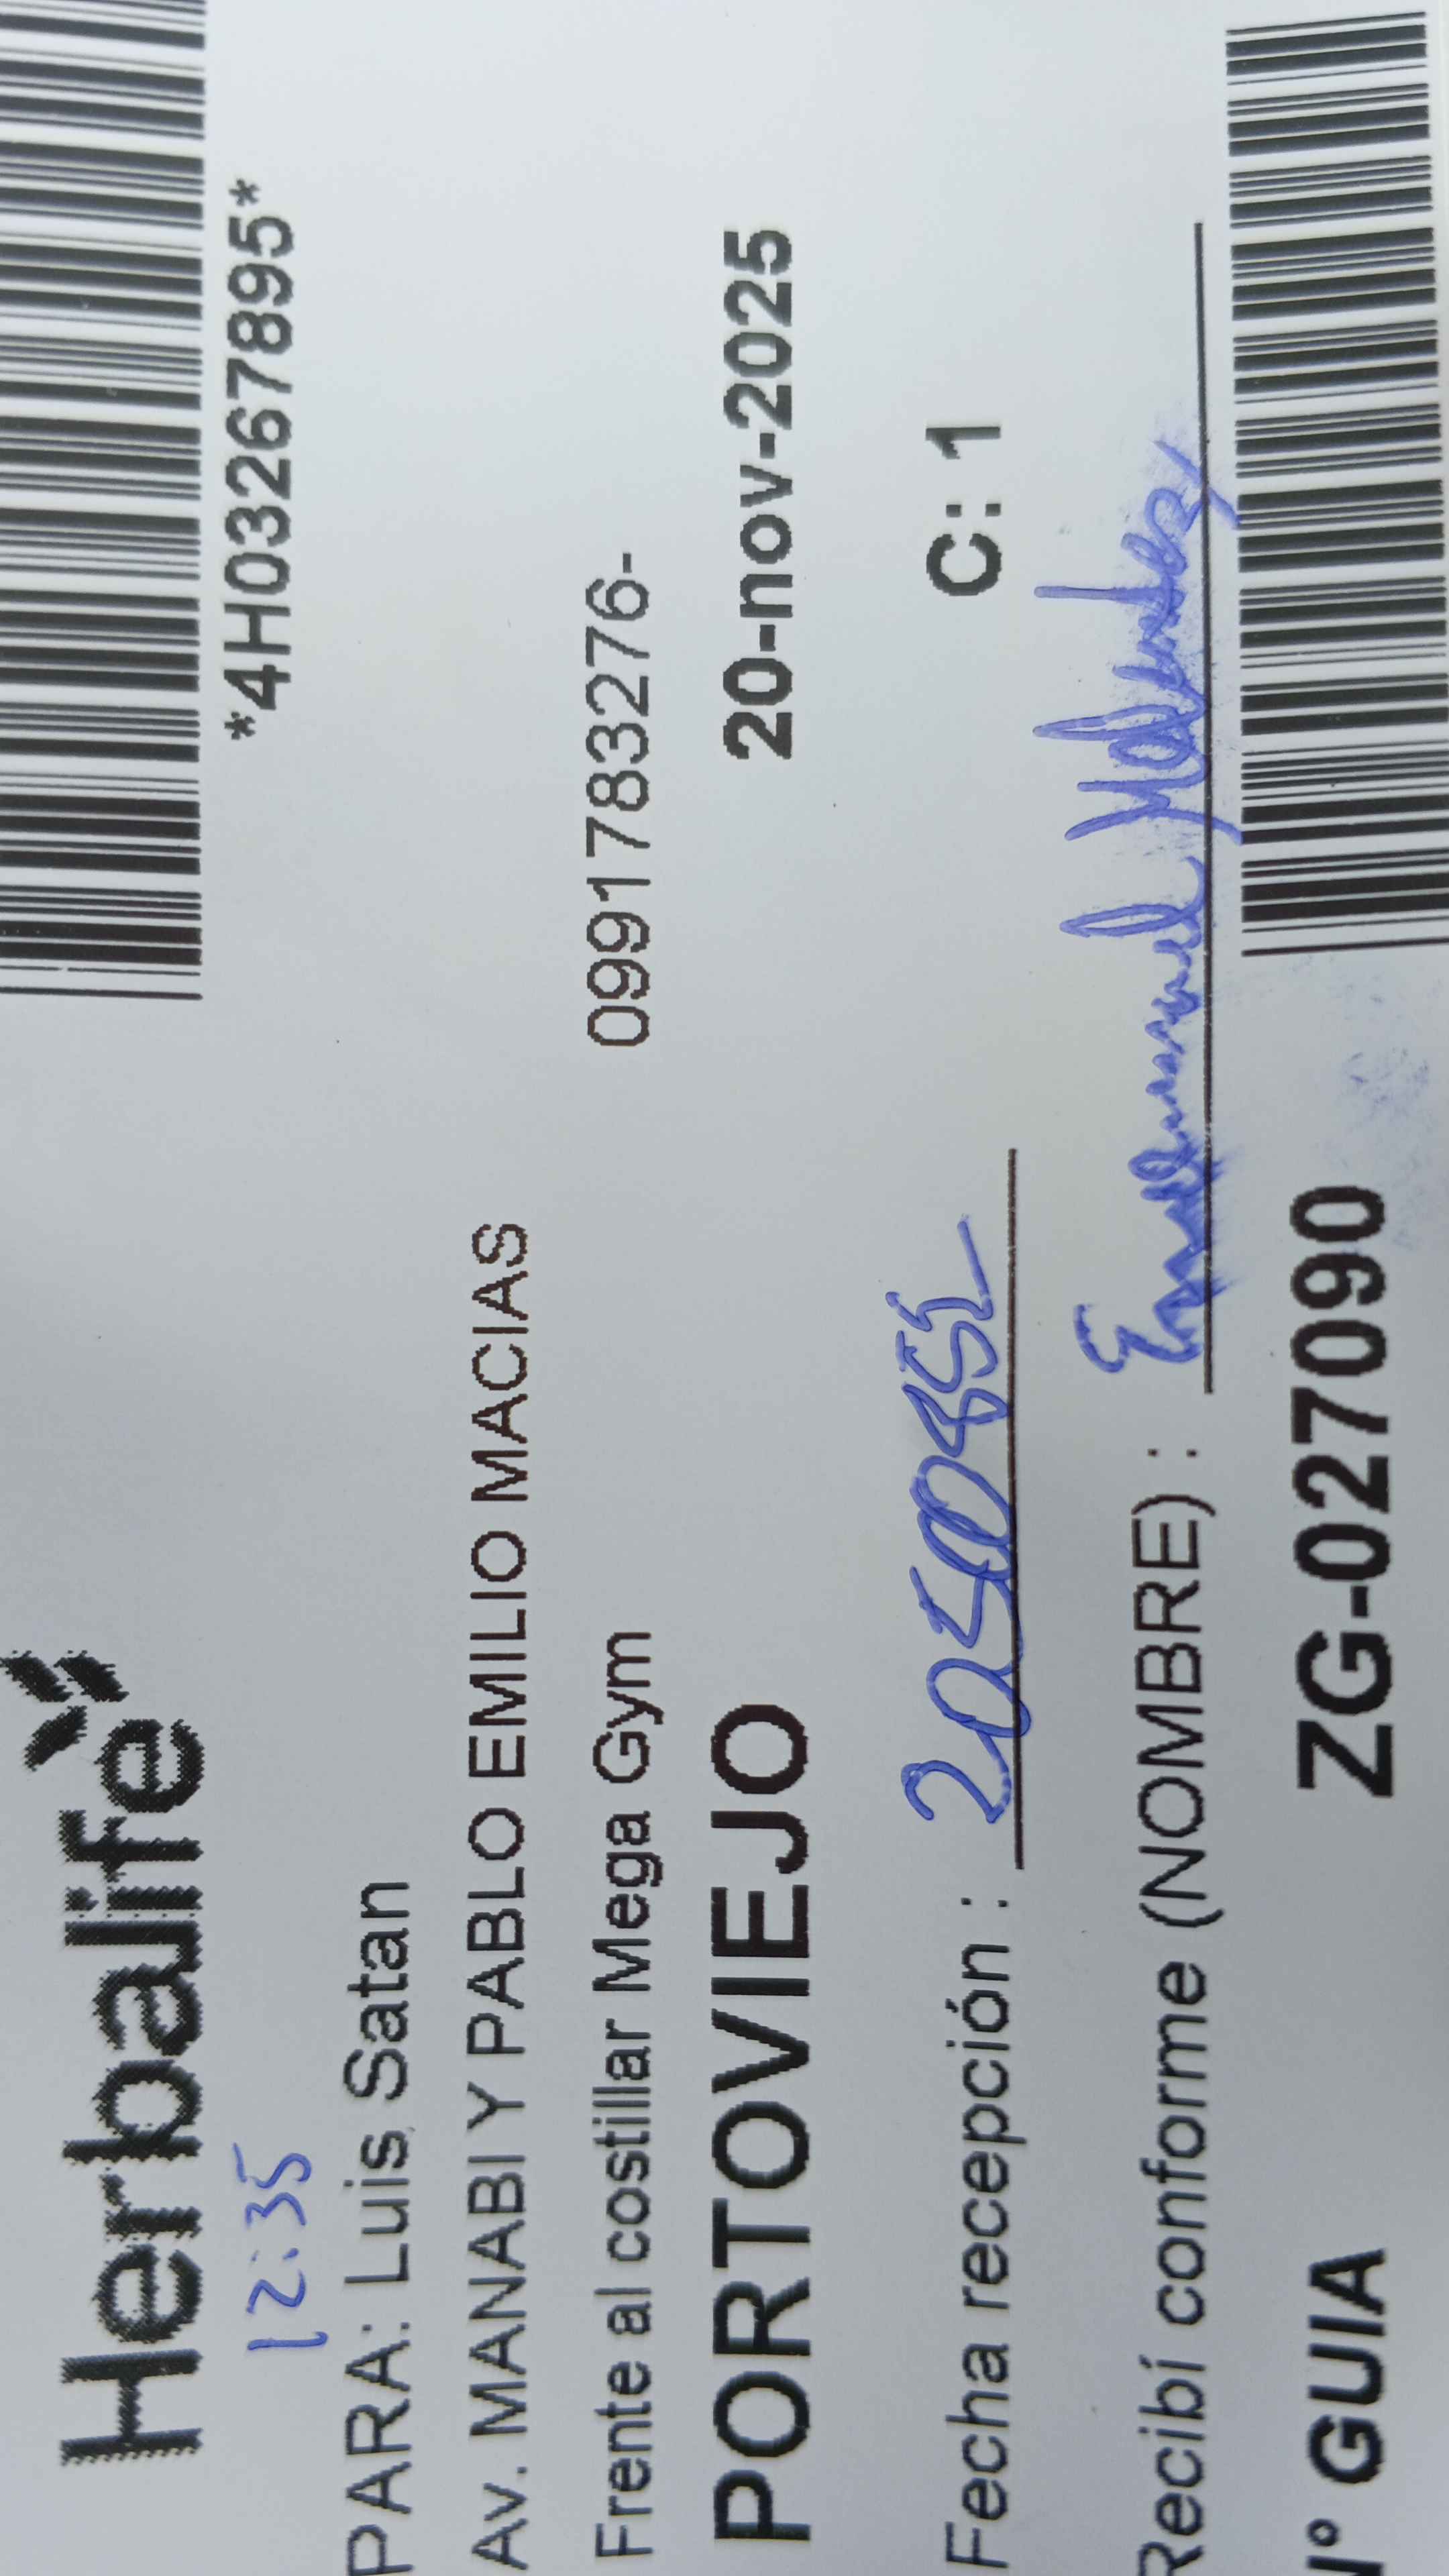 Herbalife
*4H03267895*
12:35
PARA: Luis Satan
Av. MANABI Y PABLO EMILIO MACIAS
Frente al costillar Mega Gym 0991783276-
PORTOVIEJO 20-nov-2025
Fecha recepción : C: 1
Recibí conforme (NOMBRE) :
° GUIA ZG-027090